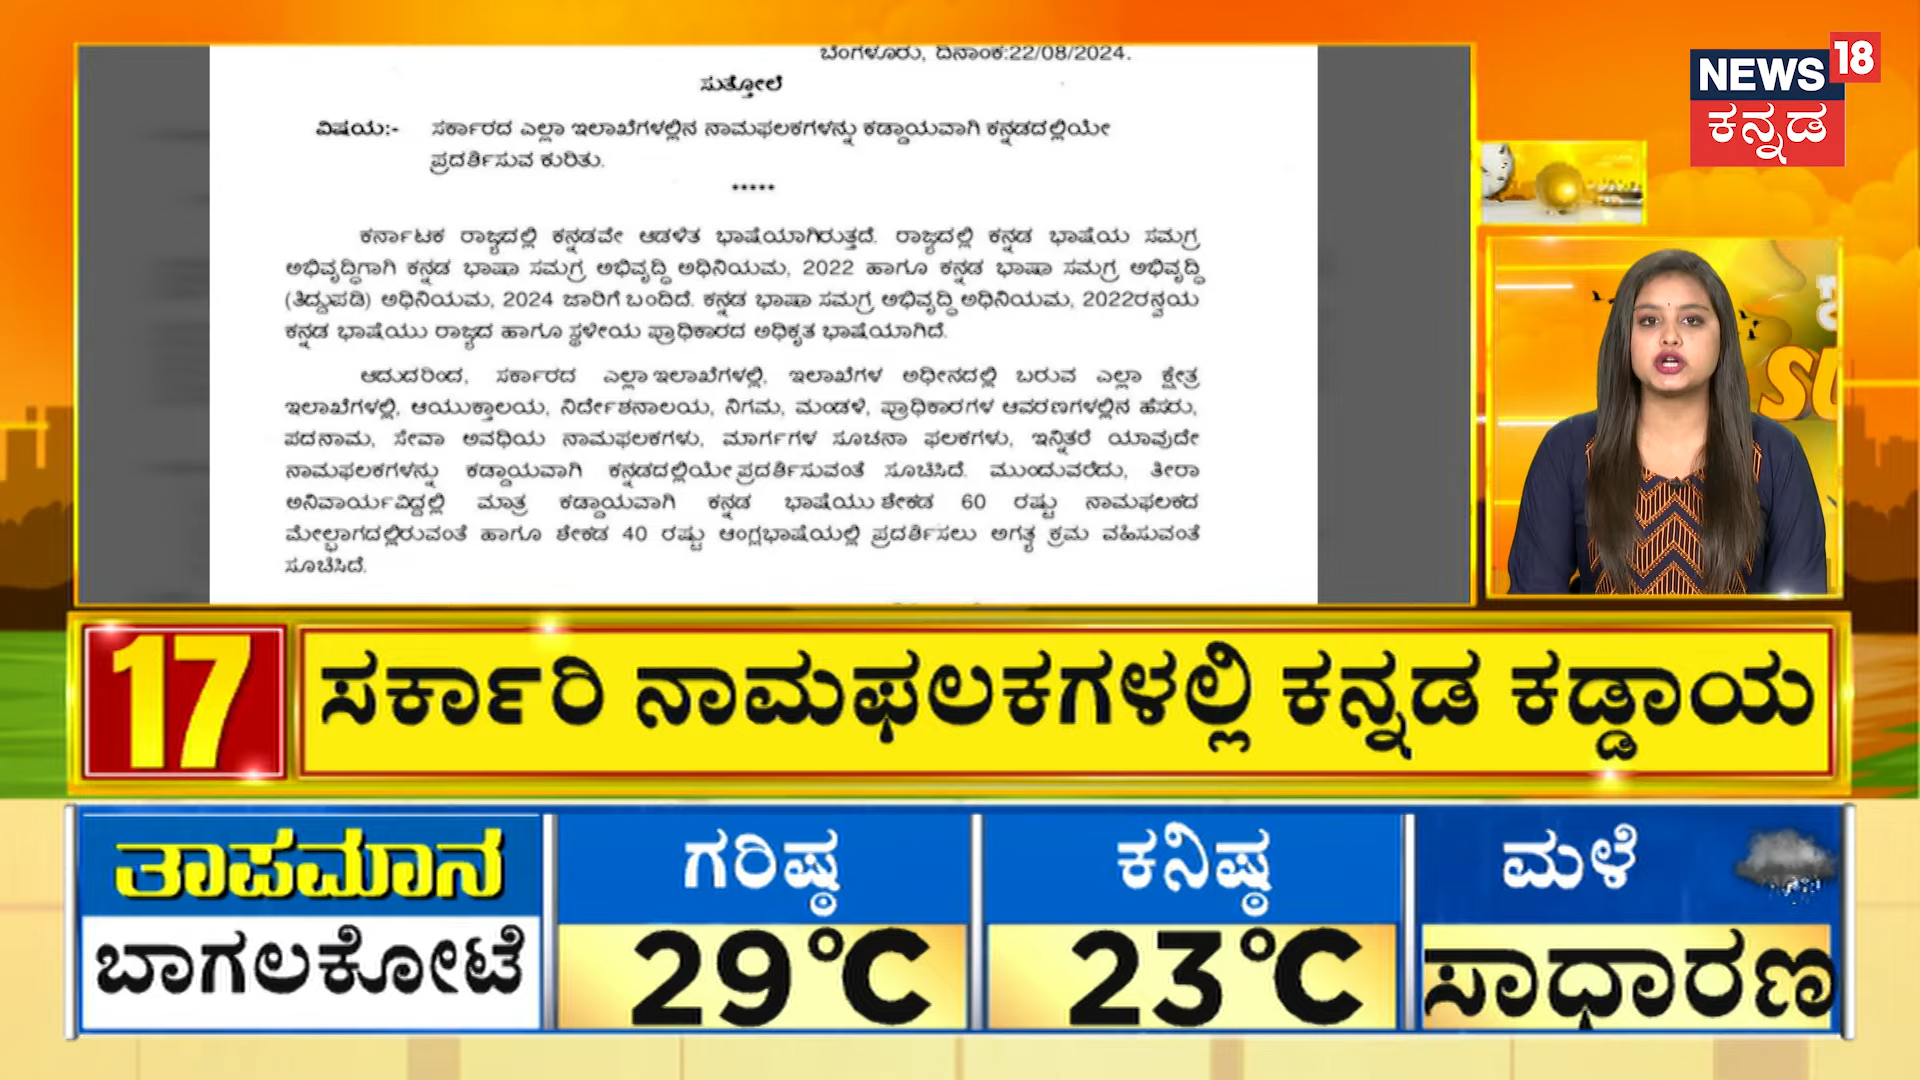 ಬೆಂಗಳೂರು, ದಿನಾಂಕ:22/08/2024.
ಸುತ್ತೋಲೆ
ವಿಷಯ:- ಸರ್ಕಾರದ ಎಲ್ಲಾ ಇಲಾಖೆಗಳಲ್ಲಿನ ನಾಮಫಲಕಗಳನ್ನು ಕಡ್ಡಾಯವಾಗಿ ಕನ್ನಡದಲ್ಲಿಯೇ
ಪ್ರದರ್ಶಿಸುವ ಕುರಿತು.
*****
ಕರ್ನಾಟಕ ರಾಜ್ಯದಲ್ಲಿ ಕನ್ನಡವೇ ಆಡಳಿತ ಭಾಷೆಯಾಗಿರುತ್ತದೆ. ರಾಜ್ಯದಲ್ಲಿ ಕನ್ನಡ ಭಾಷೆಯ ಸಮಗ್ರ
ಅಭಿವೃದ್ಧಿಗಾಗಿ ಕನ್ನಡ ಭಾಷಾ ಸಮಗ್ರ ಅಭಿವೃದ್ಧಿ ಅಧಿನಿಯಮ, 2022 ಹಾಗೂ ಕನ್ನಡ ಭಾಷಾ ಸಮಗ್ರ ಅಭಿವೃದ್ಧಿ
(ತಿದ್ದುಪಡಿ) ಅಧಿನಿಯಮ, 2024 ಜಾರಿಗೆ ಬಂದಿದೆ. ಕನ್ನಡ ಭಾಷಾ ಸಮಗ್ರ ಅಭಿವೃದ್ಧಿ ಅಧಿನಿಯಮ, 2022ರನ್ವಯ
ಕನ್ನಡ ಭಾಷೆಯು ರಾಜ್ಯದ ಹಾಗೂ ಸ್ಥಳೀಯ ಪ್ರಾಧಿಕಾರದ ಅಧಿಕೃತ ಭಾಷೆಯಾಗಿದೆ.
ಆದುದರಿಂದ, ಸರ್ಕಾರದ ಎಲ್ಲಾ ಇಲಾಖೆಗಳಲ್ಲಿ, ಇಲಾಖೆಗಳ ಅಧೀನದಲ್ಲಿ ಬರುವ ಎಲ್ಲಾ ಕ್ಷೇತ್ರ
ಇಲಾಖೆಗಳಲ್ಲಿ, ಆಯುಕ್ತಾಲಯ, ನಿರ್ದೇಶನಾಲಯ, ನಿಗಮ, ಮಂಡಳಿ, ಪ್ರಾಧಿಕಾರಗಳ ಆವರಣಗಳಲ್ಲಿನ ಹೆಸರು,
ಪದನಾಮ, ಸೇವಾ ಅವಧಿಯ ನಾಮಫಲಕಗಳು, ಮಾರ್ಗಗಳ ಸೂಚನಾ ಫಲಕಗಳು, ಇನ್ನಿತರೆ ಯಾವುದೇ
ನಾಮಫಲಕಗಳನ್ನು ಕಡ್ಡಾಯವಾಗಿ ಕನ್ನಡದಲ್ಲಿಯೇ ಪ್ರದರ್ಶಿಸುವಂತೆ ಸೂಚಿಸಿದೆ. ಮುಂದುವರೆದು, ತೀರಾ
ಅನಿವಾರ್ಯವಿದ್ದಲ್ಲಿ ಮಾತ್ರ ಕಡ್ಡಾಯವಾಗಿ ಕನ್ನಡ ಭಾಷೆಯು ಶೇಕಡ 60 ರಷ್ಟು ನಾಮಫಲಕದ
ಮೇಲ್ಭಾಗದಲ್ಲಿರುವಂತೆ ಹಾಗೂ ಶೇಕಡ 40 ರಷ್ಟು ಆಂಗ್ಲಭಾಷೆಯಲ್ಲಿ ಪ್ರದರ್ಶಿಸಲು ಅಗತ್ಯ ಕ್ರಮ ವಹಿಸುವಂತೆ
ಸೂಚಿಸಿದೆ.
NEWS 18
ಕನ್ನಡ
17 ಸರ್ಕಾರಿ ನಾಮಫಲಕಗಳಲ್ಲಿ ಕನ್ನಡ ಕಡ್ಡಾಯ
ತಾಪಮಾನ ಗರಿಷ್ಠ ಕನಿಷ್ಠ ಮಳೆ
ಬಾಗಲಕೋಟೆ 29°C 23°C ಸಾಧಾರಣ